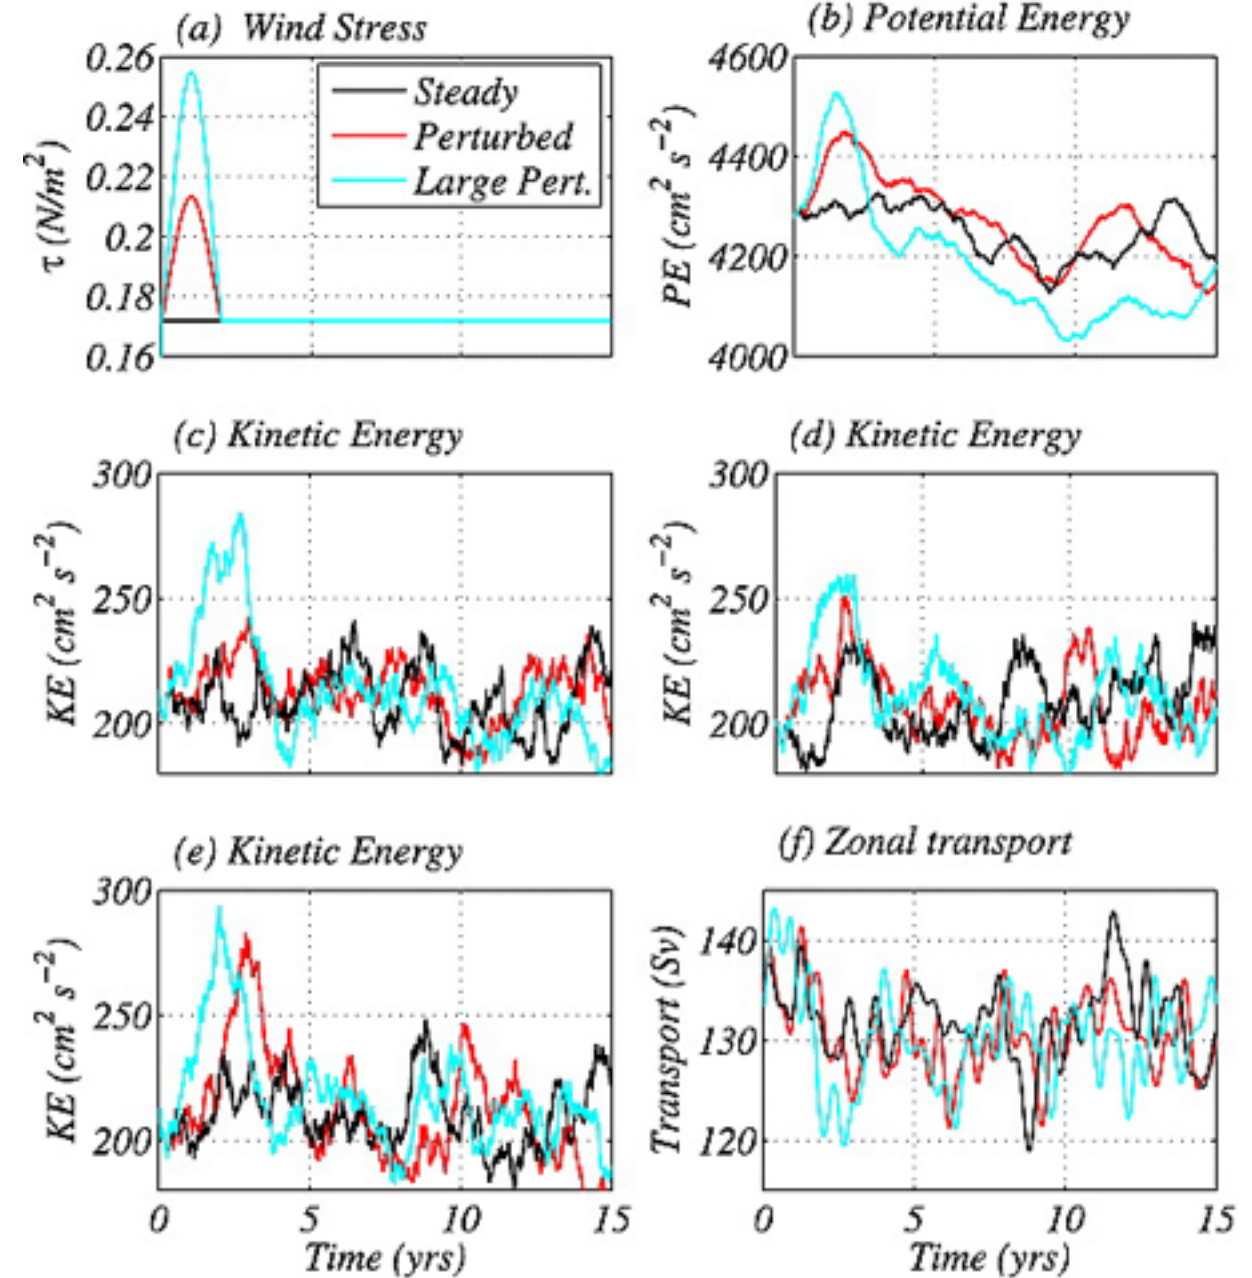 (a) Wind Stress
(b) Potential Energy
0.26
0.24
0.22
0.2
0.18
0.16
τ (N/m²)
Steady
Perturbed
Large Pert.
4600
4400
4200
4000
PE (cm² s⁻²)
(c) Kinetic Energy
(d) Kinetic Energy
300
250
200
KE (cm² s⁻²)
300
250
200
KE (cm² s⁻²)
(e) Kinetic Energy
(f) Zonal transport
300
250
200
KE (cm² s⁻²)
0 5 10 15
Time (yrs)
140
130
120
Transport (Sv)
0 5 10 15
Time (yrs)